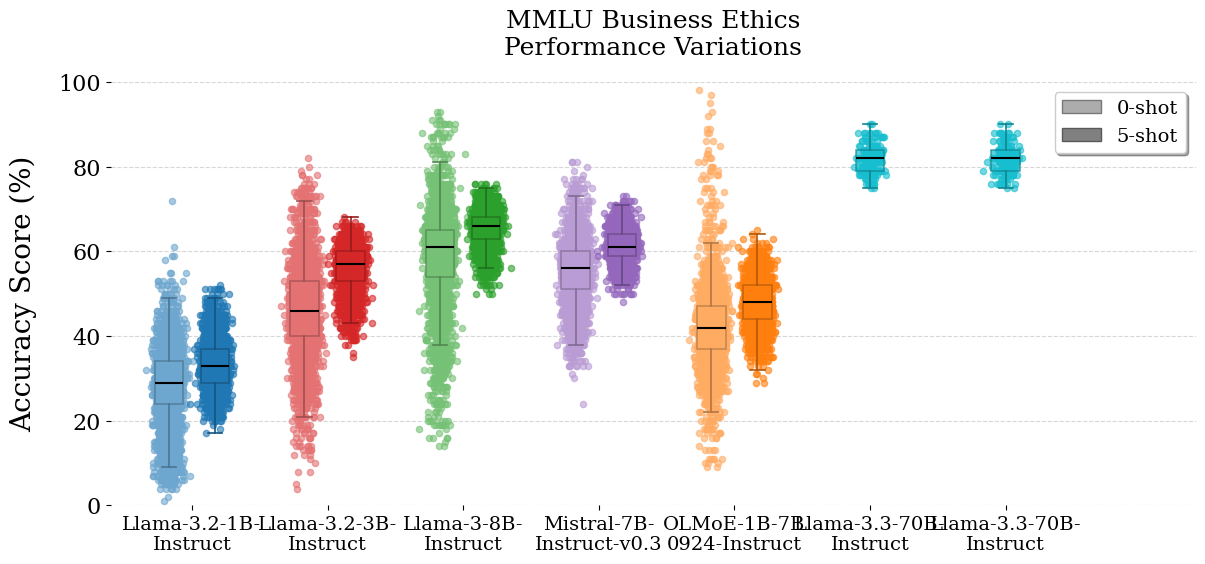 MMLU Business Ethics
Performance Variations
Accuracy Score (%)
100
80
60
40
20
0
0-shot
5-shot
Llama-3.2-1B-
Instruct
Llama-3.2-3B-
Instruct
Llama-3-8B-
Instruct
Mistral-7B-
Instruct-v0.3
OLMoE-1B-7B-
0924-Instruct
Llama-3.3-70B-
Instruct
Llama-3.3-70B-
Instruct